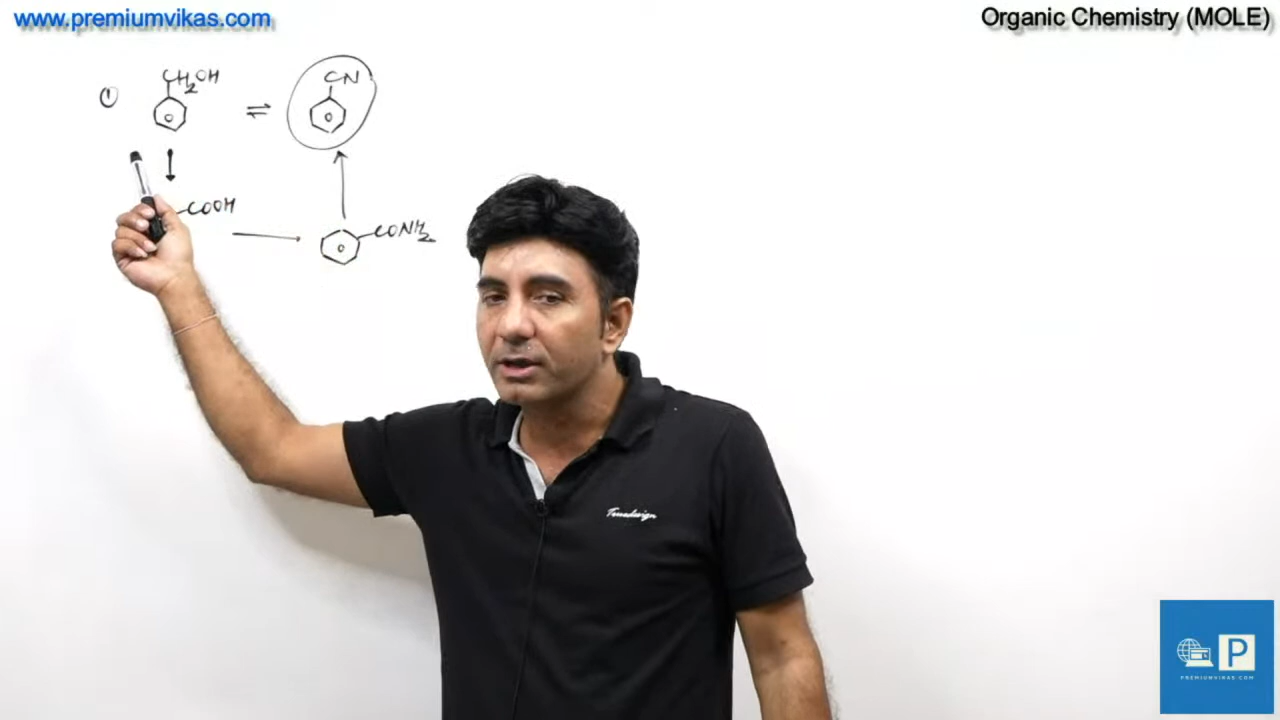 www.premiumvikas.com
Organic Chemistry (MOLE)
① CH2OH ⇌ CN
COOH → CONH2
P
PREMIUMVIKAS.COM